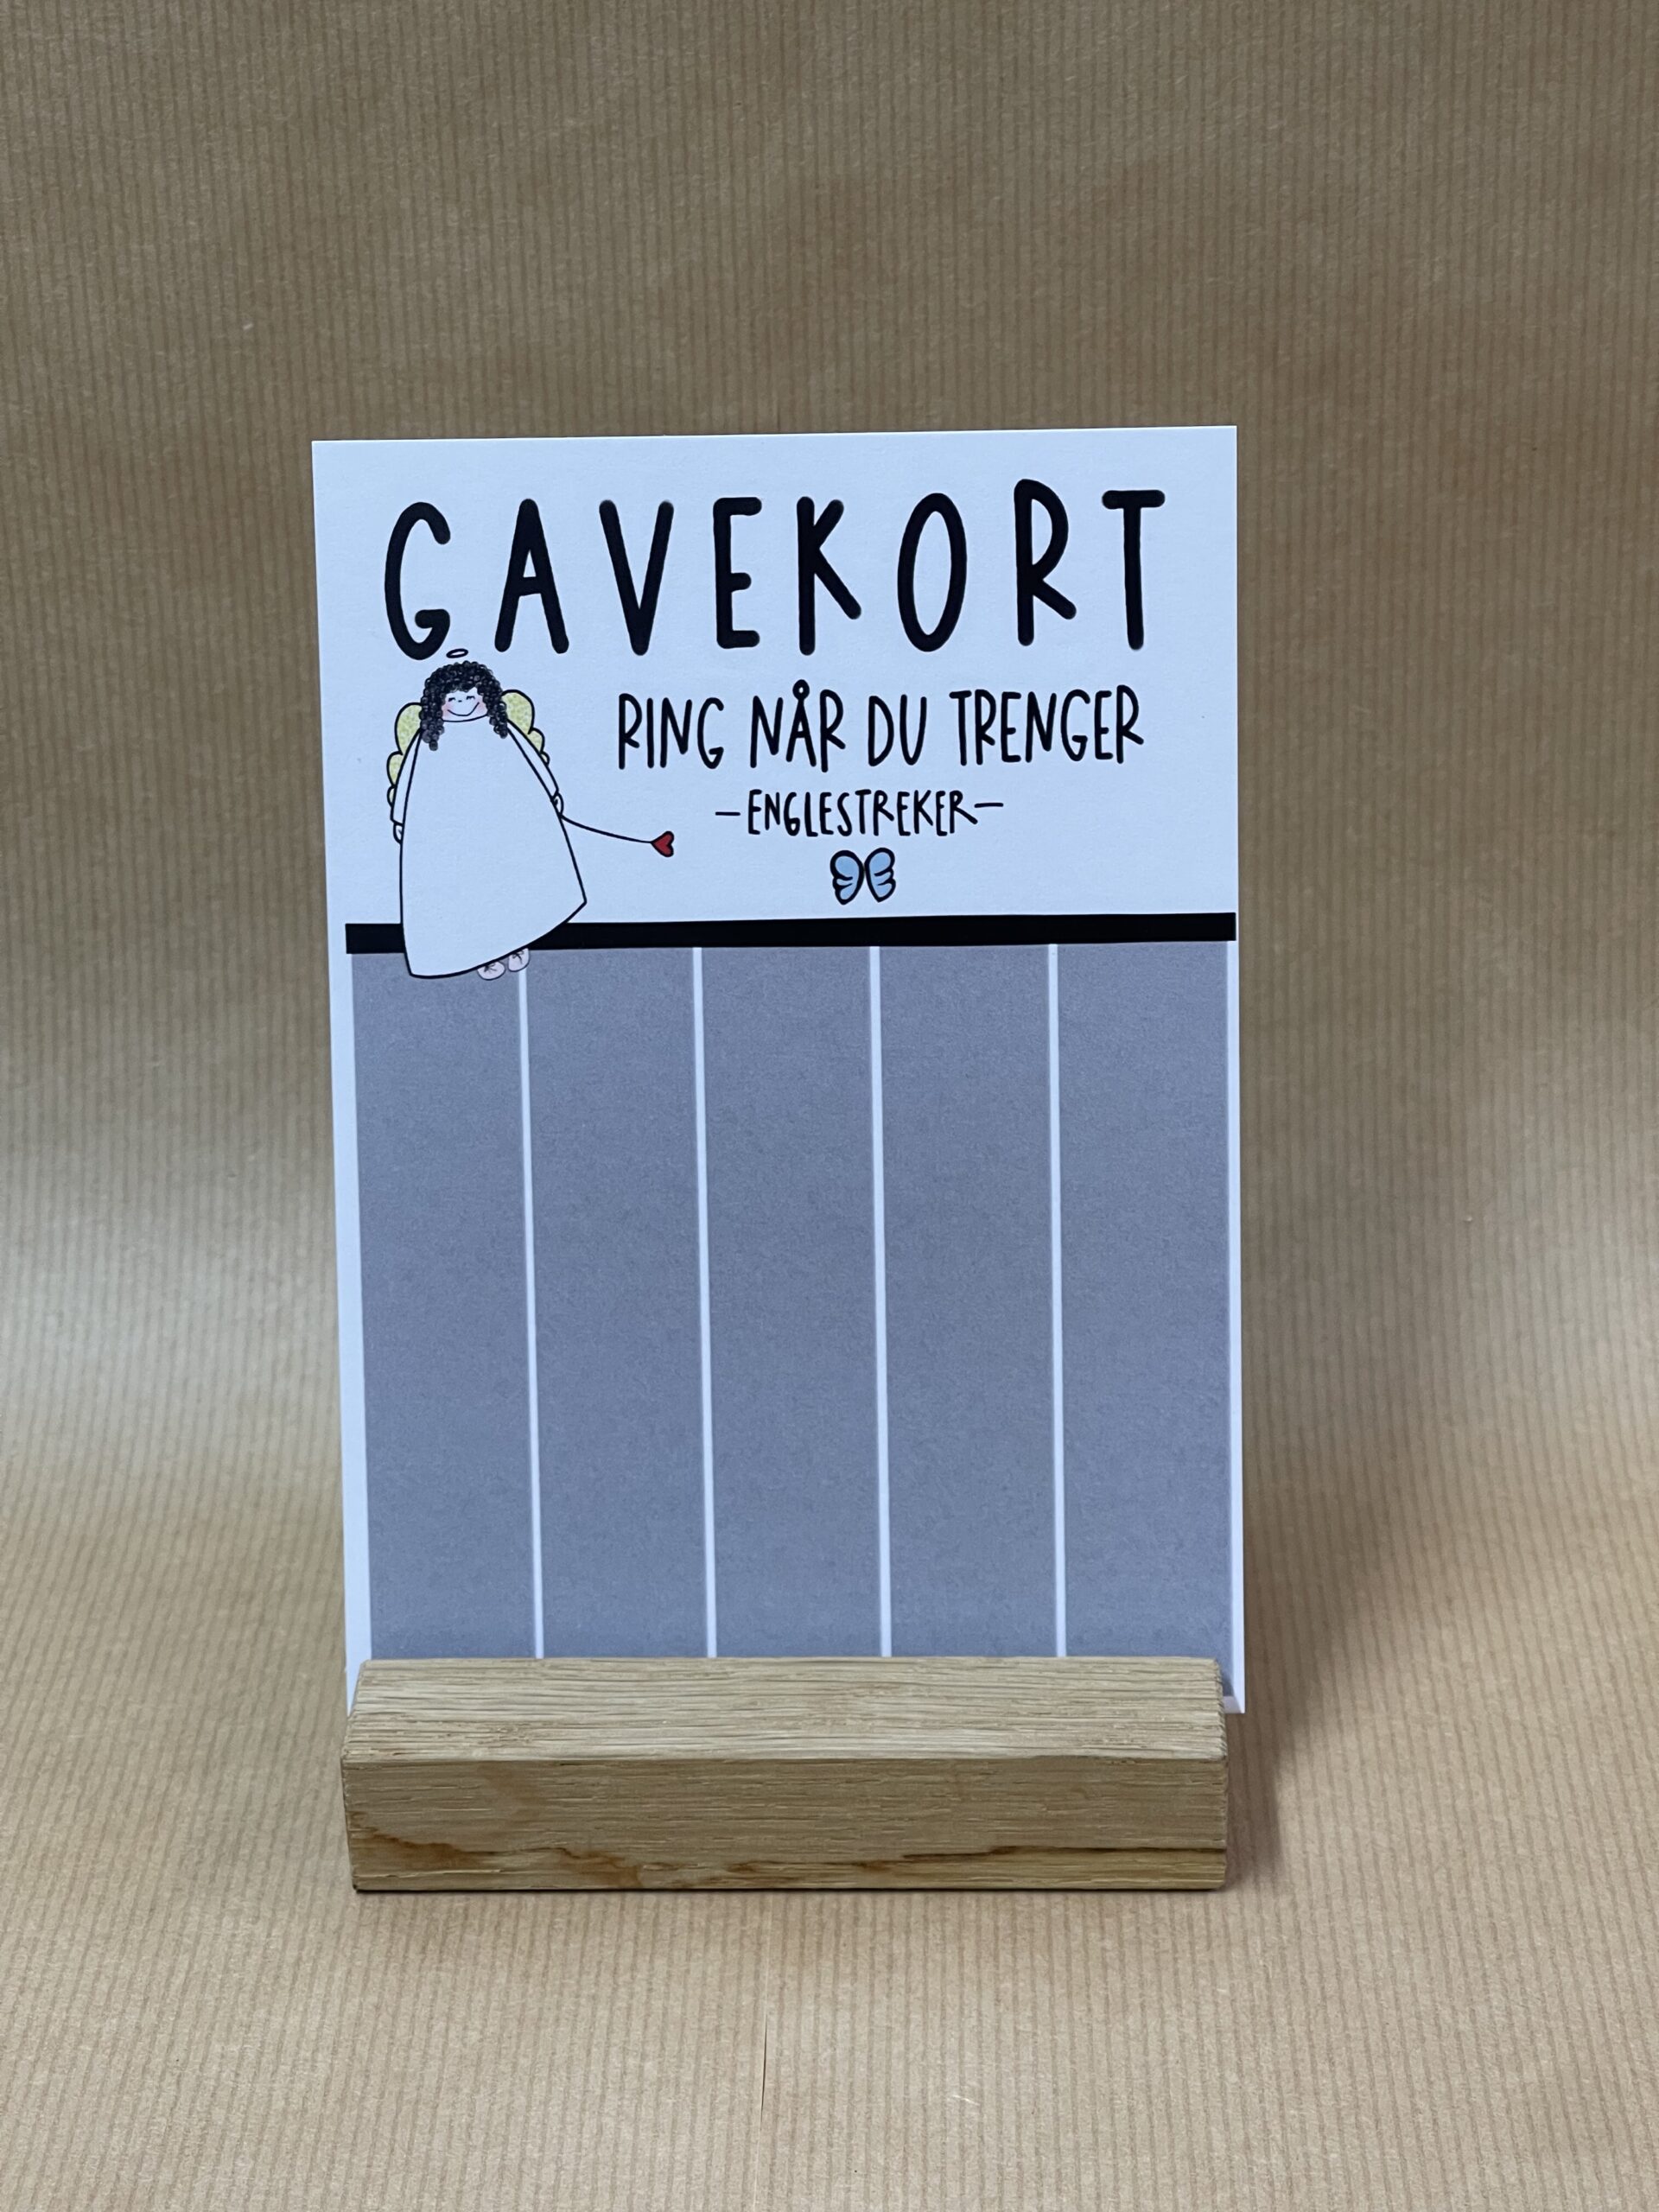 GAVEKORT
RING NÅR DU TRENGER
-ENGLESTREKER-